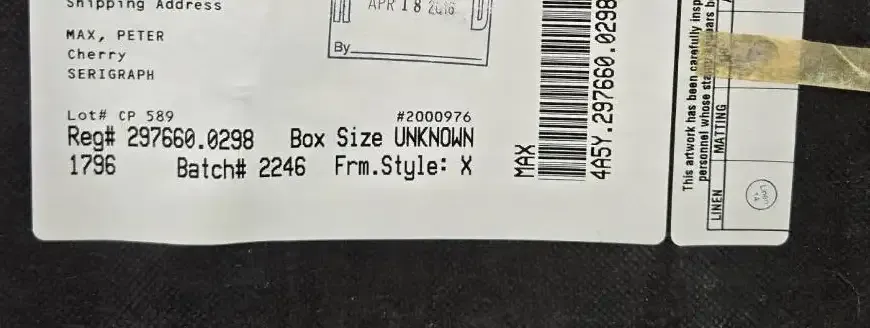 Shipping Address
MAX, PETER
Cherry
SERIGRAPH
APR 18 2016
By
Lot# CP 589
#2000976
Reg# 297660.0298 Box Size UNKNOWN
1796 Batch# 2246 Frm.Style: X
MAX
4A5Y.297660.0298
This artwork has been carefully insp
personnel whose sta
ars b
LINEN MATTING